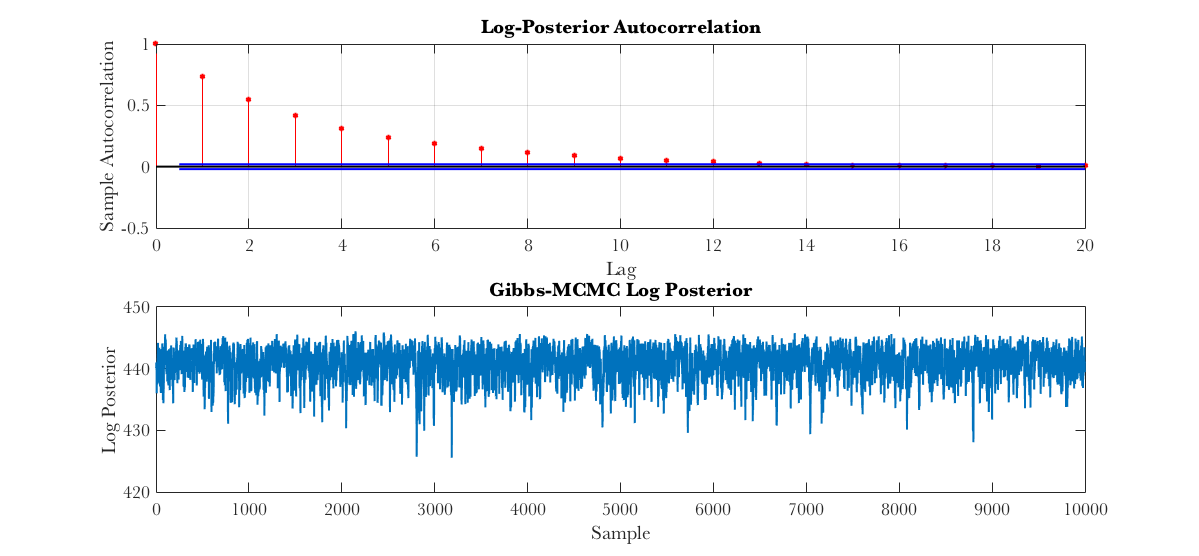 Log-Posterior Autocorrelation
Sample Autocorrelation
1
0.5
0
-0.5
0 2 4 6 8 10 12 14 16 18 20
Lag
Gibbs-MCMC Log Posterior
Log Posterior
450
440
430
420
0 1000 2000 3000 4000 5000 6000 7000 8000 9000 10000
Sample